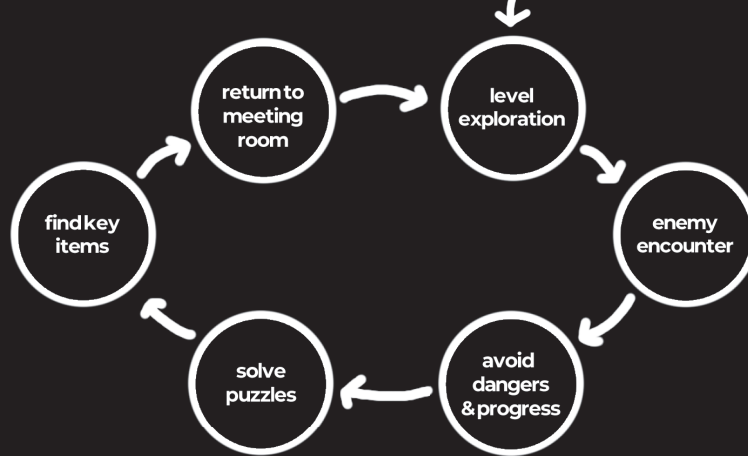 return to
meeting
room
level
exploration
enemy
encounter
avoid
dangers
& progress
solve
puzzles
find key
items